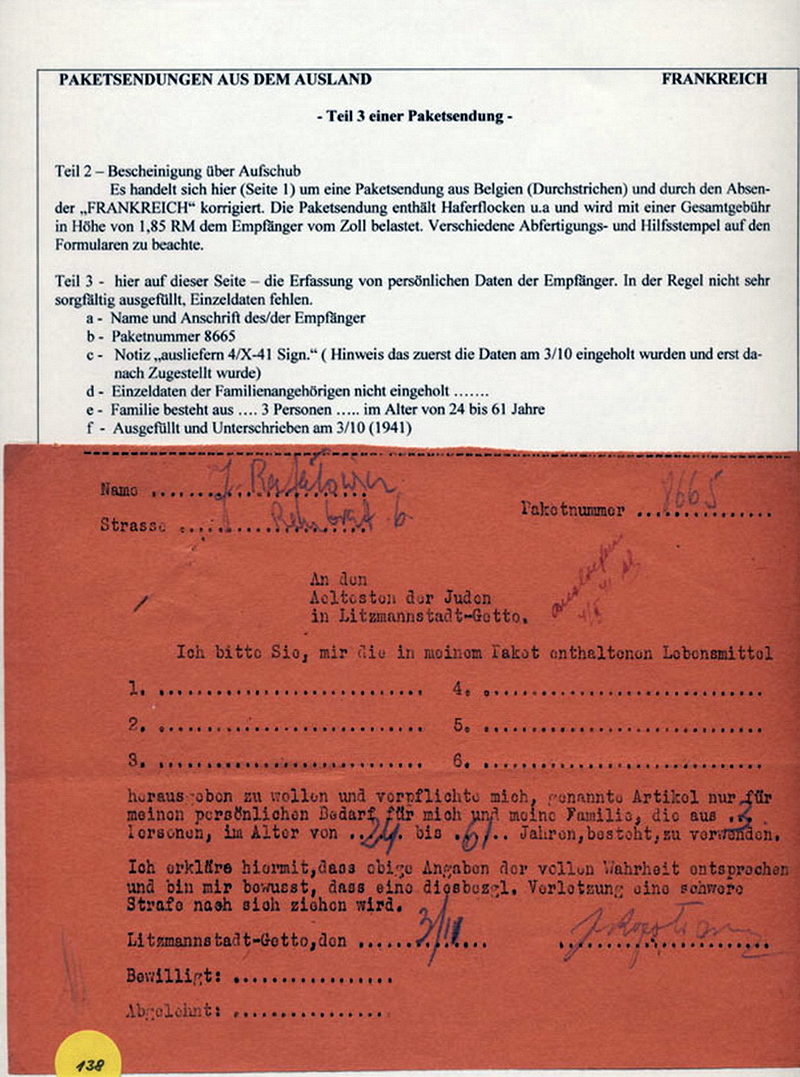 PAKETSENDUNGEN AUS DEM AUSLAND FRANKREICH
- Teil 3 einer Paketsendung -
Teil 2 – Bescheinigung über Aufschub
Es handelt sich hier (Seite 1) um eine Paketsendung aus Belgien (Durchstrichen) und durch den Absen-
der „FRANKREICH“ korrigiert. Die Paketsendung enthält Haferflocken u.a und wird mit einer Gesamtgebühr
in Höhe von 1,85 RM dem Empfänger vom Zoll belastet. Verschiedene Abfertigungs- und Hilfsstempel auf den
Formularen zu beachte.
Teil 3 - hier auf dieser Seite – die Erfassung von persönlichen Daten der Empfänger. In der Regel nicht sehr
sorgfältig ausgefüllt, Einzeldaten fehlen.
a - Name und Anschrift des/der Empfänger
b - Paketnummer 8665
c - Notiz „ausliefern 4/X-41 Sign.“ ( Hinweis das zuerst die Daten am 3/10 eingeholt wurden und erst da-
nach Zugestellt wurde)
d - Einzeldaten der Familienangehörigen nicht eingeholt …….
e - Familie besteht aus …. 3 Personen ….. im Alter von 24 bis 61 Jahre
f - Ausgefüllt und Unterschrieben am 3/10 (1941)
Name ....................
Paketnummer 8665
Strasse ....................
ausliefern
4/X 41
An den
Aeltesten der Juden
in Litzmannstadt-Getto.
Ich bitte Sie, mir die in meinem Paket enthaltenen Lebensmittel
1. .......................... 4. ..........................
2. .......................... 5. ..........................
3. .......................... 6. ..........................
herausgeben zu wollen und verpflichte mich, genannte Artikel nur für
meinen persönlichen Bedarf für mich und meine Familie, die aus .3.
Personen, im Alter von ..24. bis .61.. Jahren,besteht,zu verwenden.
Ich erkläre hiermit,dass obige Angaben der vollen Wahrheit entsprechen
und bin mir bewusst, dass eine diesbezgl. Verletzung eine schwere
Strafe nach sich ziehen wird.
Litzmannstadt-Getto,den ..............
Bewilligt: ................
Abgelehnt: ................
138